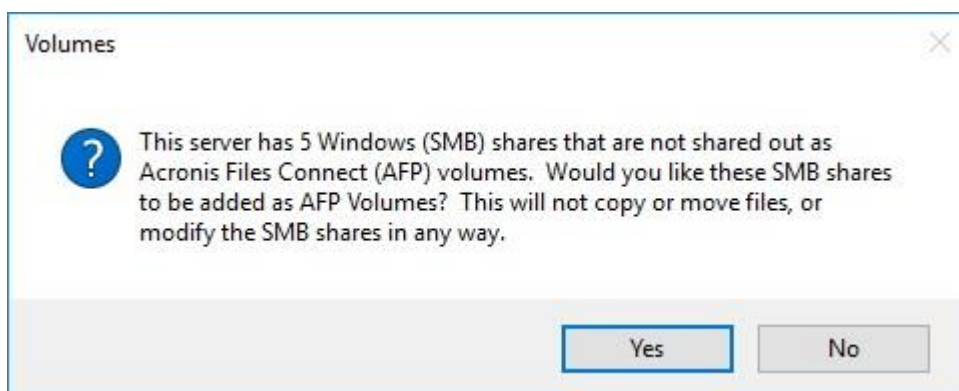 Volumes
This server has 5 Windows (SMB) shares that are not shared out as
Acronis Files Connect (AFP) volumes.  Would you like these SMB shares
to be added as AFP Volumes?  This will not copy or move files, or
modify the SMB shares in any way.
Yes
No